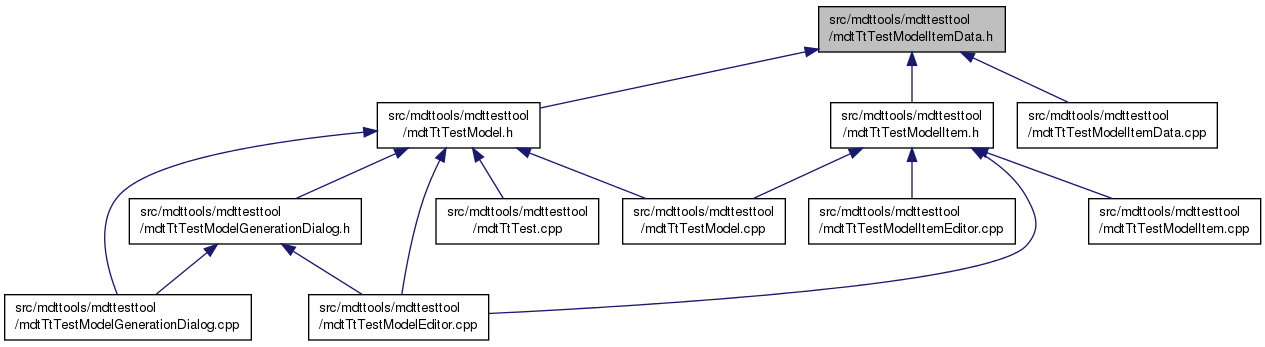 src/mdttools/mdttesttool
/mdtTtTestModelItemData.h
src/mdttools/mdttesttool
/mdtTtTestModel.h
src/mdttools/mdttesttool
/mdtTtTestModelItem.h
src/mdttools/mdttesttool
/mdtTtTestModelItemData.cpp
src/mdttools/mdttesttool
/mdtTtTestModelGenerationDialog.h
src/mdttools/mdttesttool
/mdtTtTest.cpp
src/mdttools/mdttesttool
/mdtTtTestModel.cpp
src/mdttools/mdttesttool
/mdtTtTestModelItemEditor.cpp
src/mdttools/mdttesttool
/mdtTtTestModelItem.cpp
src/mdttools/mdttesttool
/mdtTtTestModelGenerationDialog.cpp
src/mdttools/mdttesttool
/mdtTtTestModelEditor.cpp